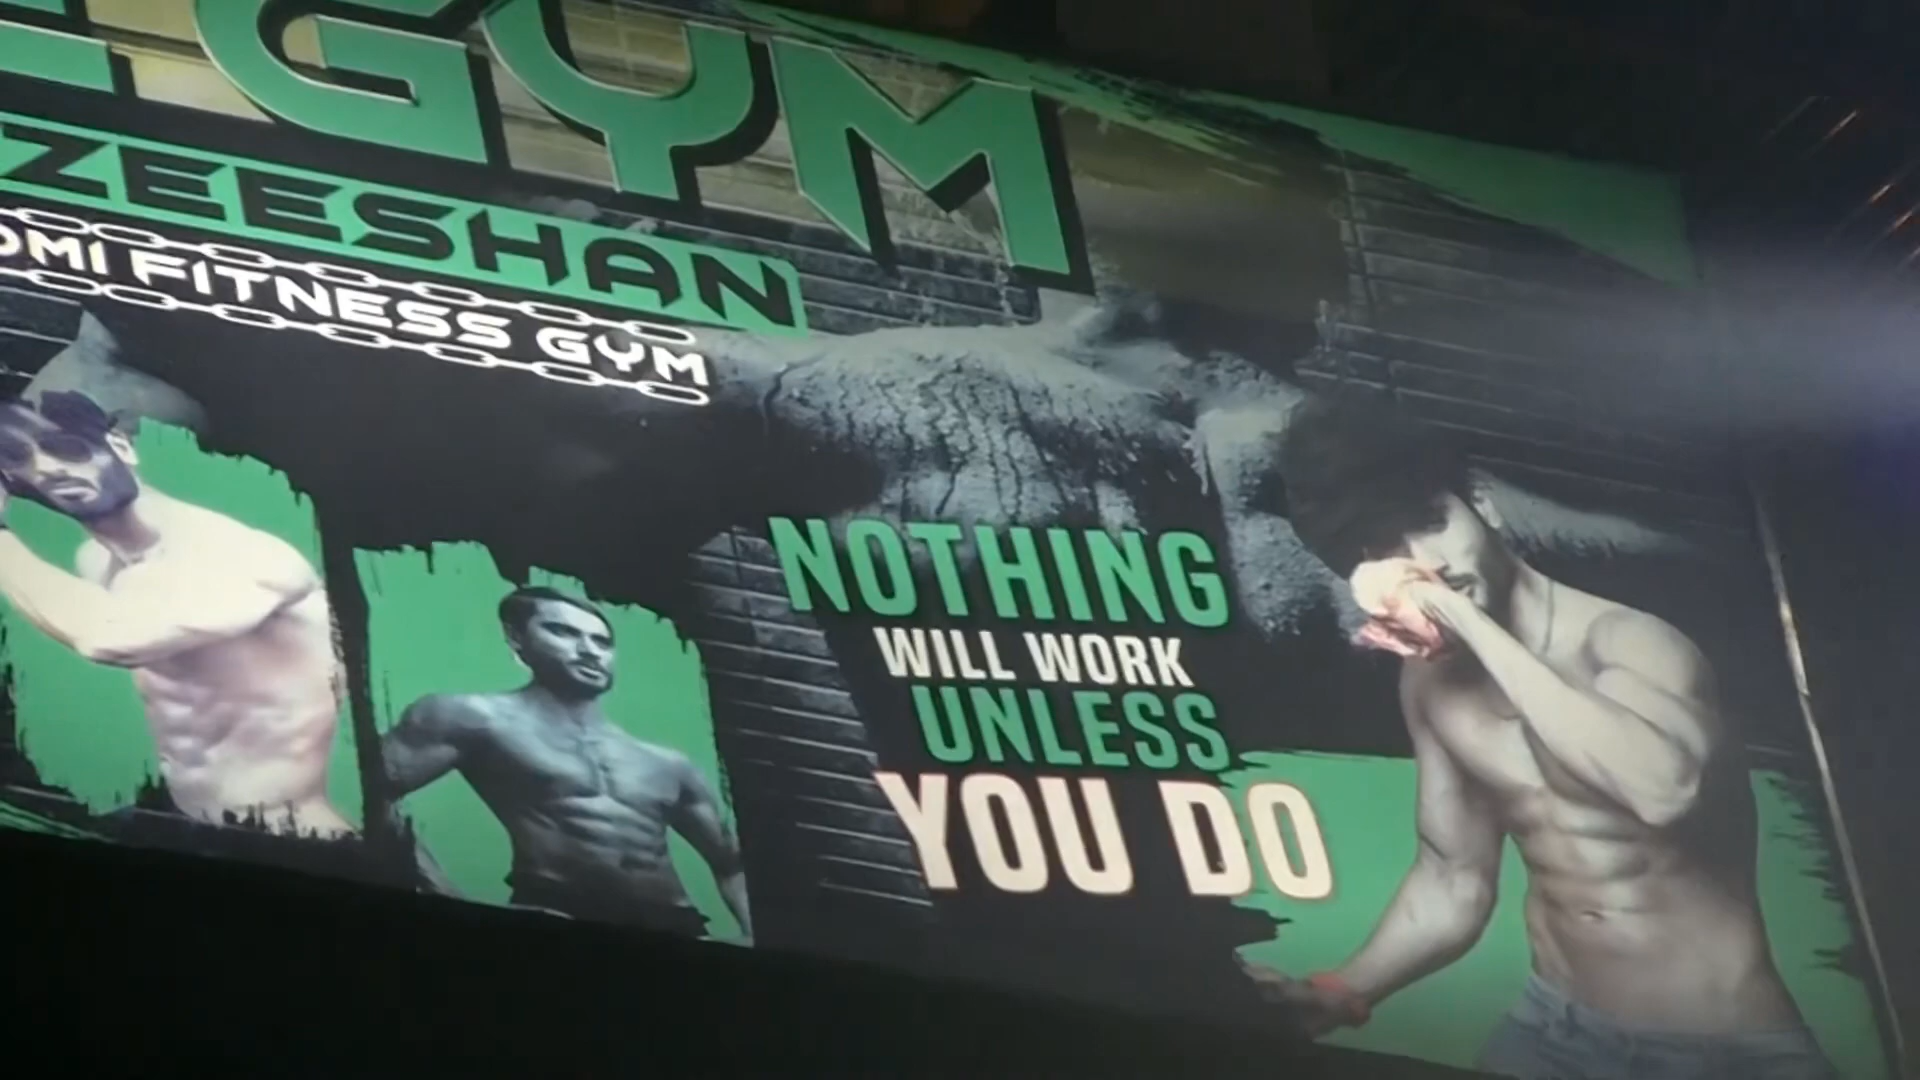 GYM
ZEESHAN
FITNESS GYM
NOTHING
WILL WORK
UNLESS
YOU DO